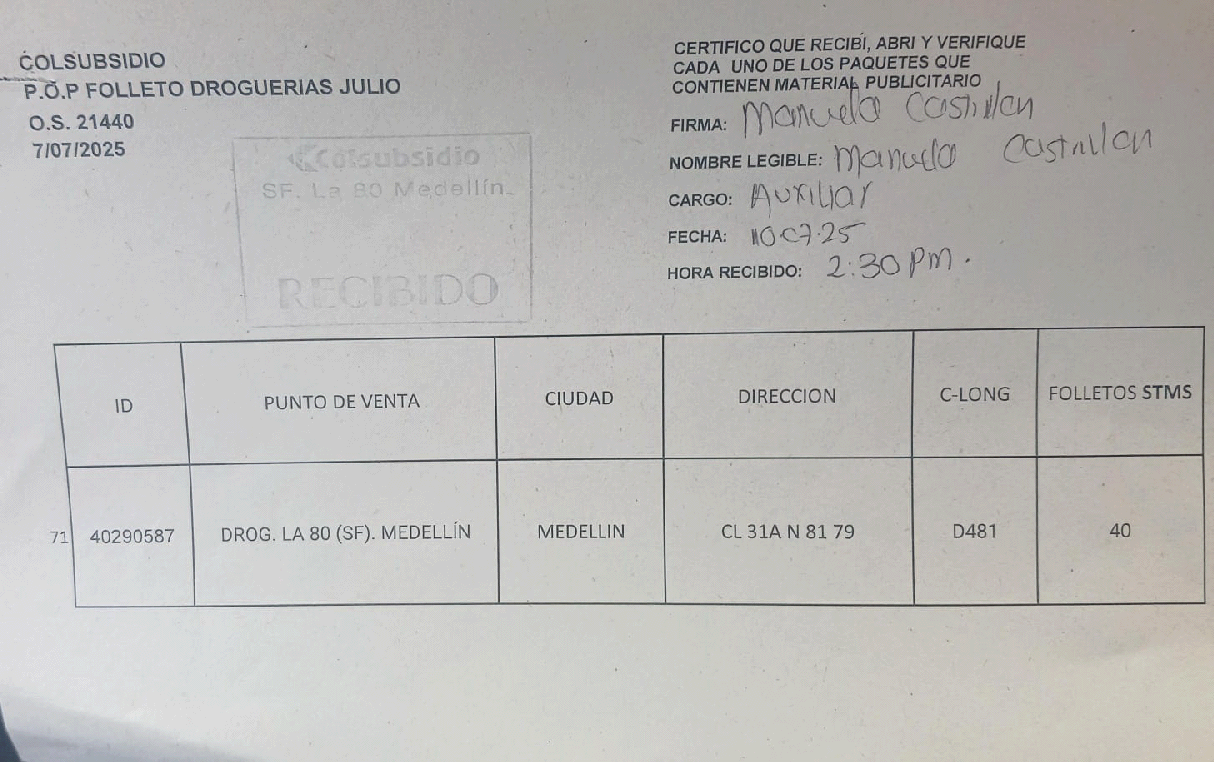 COLSUBSIDIO
P.O.P FOLLETO DROGUERIAS JULIO
O.S. 21440
7/07/2025
Colsubsidio
SF. La 80 Medellín.
RECIBIDO
CERTIFICO QUE RECIBÍ, ABRI Y VERIFIQUE
CADA UNO DE LOS PAQUETES QUE
CONTIENEN MATERIAL PUBLICITARIO
FIRMA: Manuela Castrillon
NOMBRE LEGIBLE: Manuela Castrillon
CARGO: Auxiliar
FECHA: 10 07.25
HORA RECIBIDO: 2:30 pm.
ID PUNTO DE VENTA CIUDAD DIRECCION C-LONG FOLLETOS STMS
71 40290587 DROG. LA 80 (SF). MEDELLÍN MEDELLIN CL 31A N 81 79 D481 40